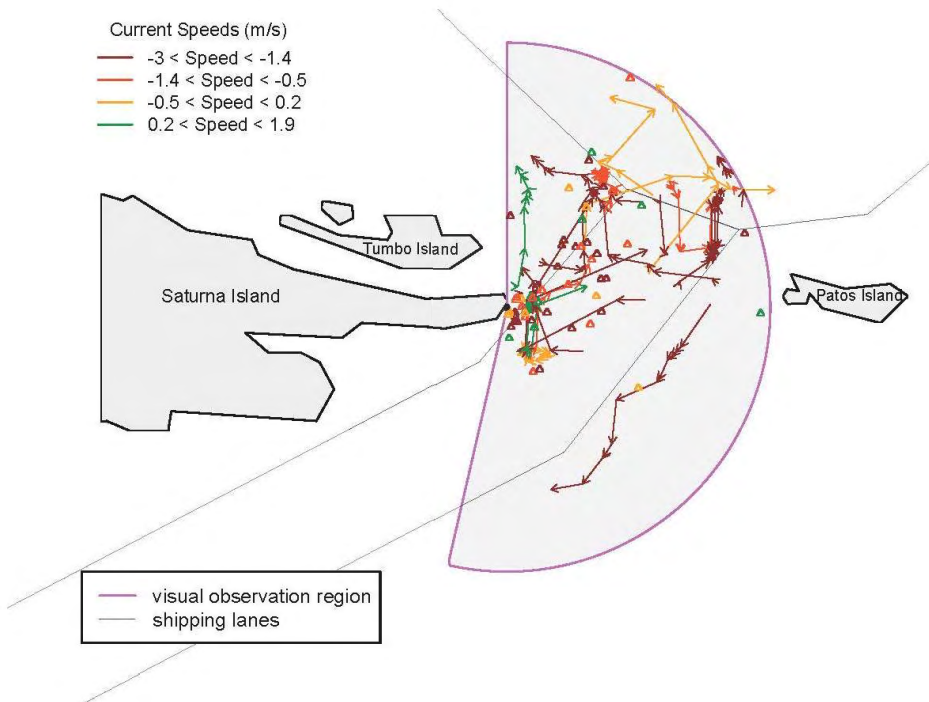 Current Speeds (m/s)
-3 < Speed < -1.4
-1.4 < Speed < -0.5
-0.5 < Speed < 0.2
0.2 < Speed < 1.9
Tumbo Island
Saturna Island
Patos Island
visual observation region
shipping lanes